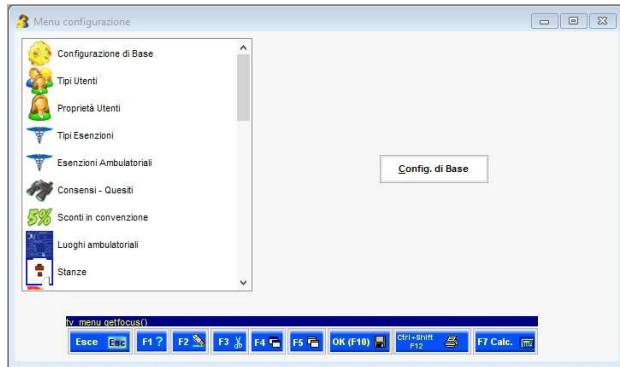 Menu configurazione
Configurazione di Base
Tipi Utenti
Proprietà Utenti
Tipi Esenzioni
Esenzioni Ambulatoriali
Consensi - Quesiti
5% Sconti in convenzione
Luoghi ambulatoriali
Stanze
Config. di Base
tv_menu getfocus()
Esce Esc F1 ? F2 F3 F4 F5 OK (F10) Ctrl+Shift F12 F7 Calc.